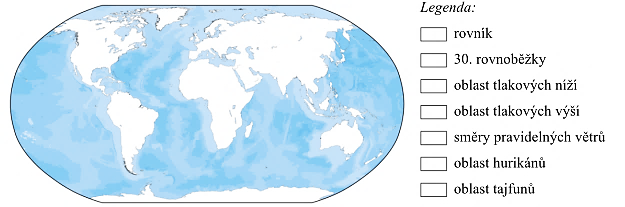 Legenda:
rovník
30. rovnoběžky
oblast tlakových níží
oblast tlakových výší
směry pravidelných větrů
oblast hurikánů
oblast tajfunů